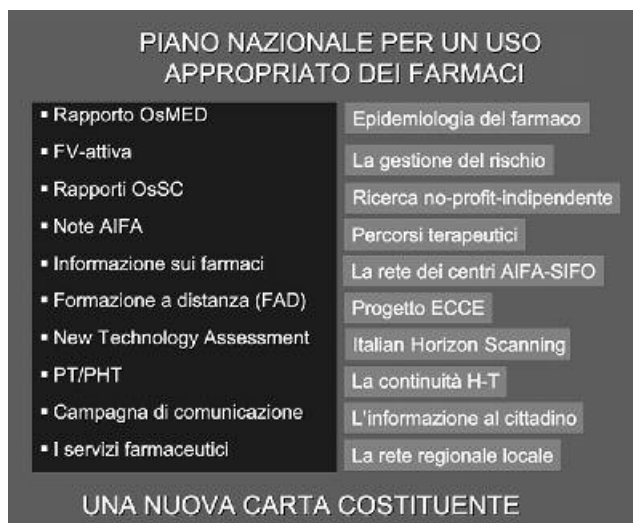 PIANO NAZIONALE PER UN USO
APPROPRIATO DEI FARMACI
▪ Rapporto OsMED Epidemiologia del farmaco
▪ FV-attiva La gestione del rischio
▪ Rapporti OsSC Ricerca no-profit-indipendente
▪ Note AIFA Percorsi terapeutici
▪ Informazione sui farmaci La rete dei centri AIFA-SIFO
▪ Formazione a distanza (FAD) Progetto ECCE
▪ New Technology Assessment Italian Horizon Scanning
▪ PT/PHT La continuità H-T
▪ Campagna di comunicazione L'informazione al cittadino
▪ I servizi farmaceutici La rete regionale locale
UNA NUOVA CARTA COSTITUENTE